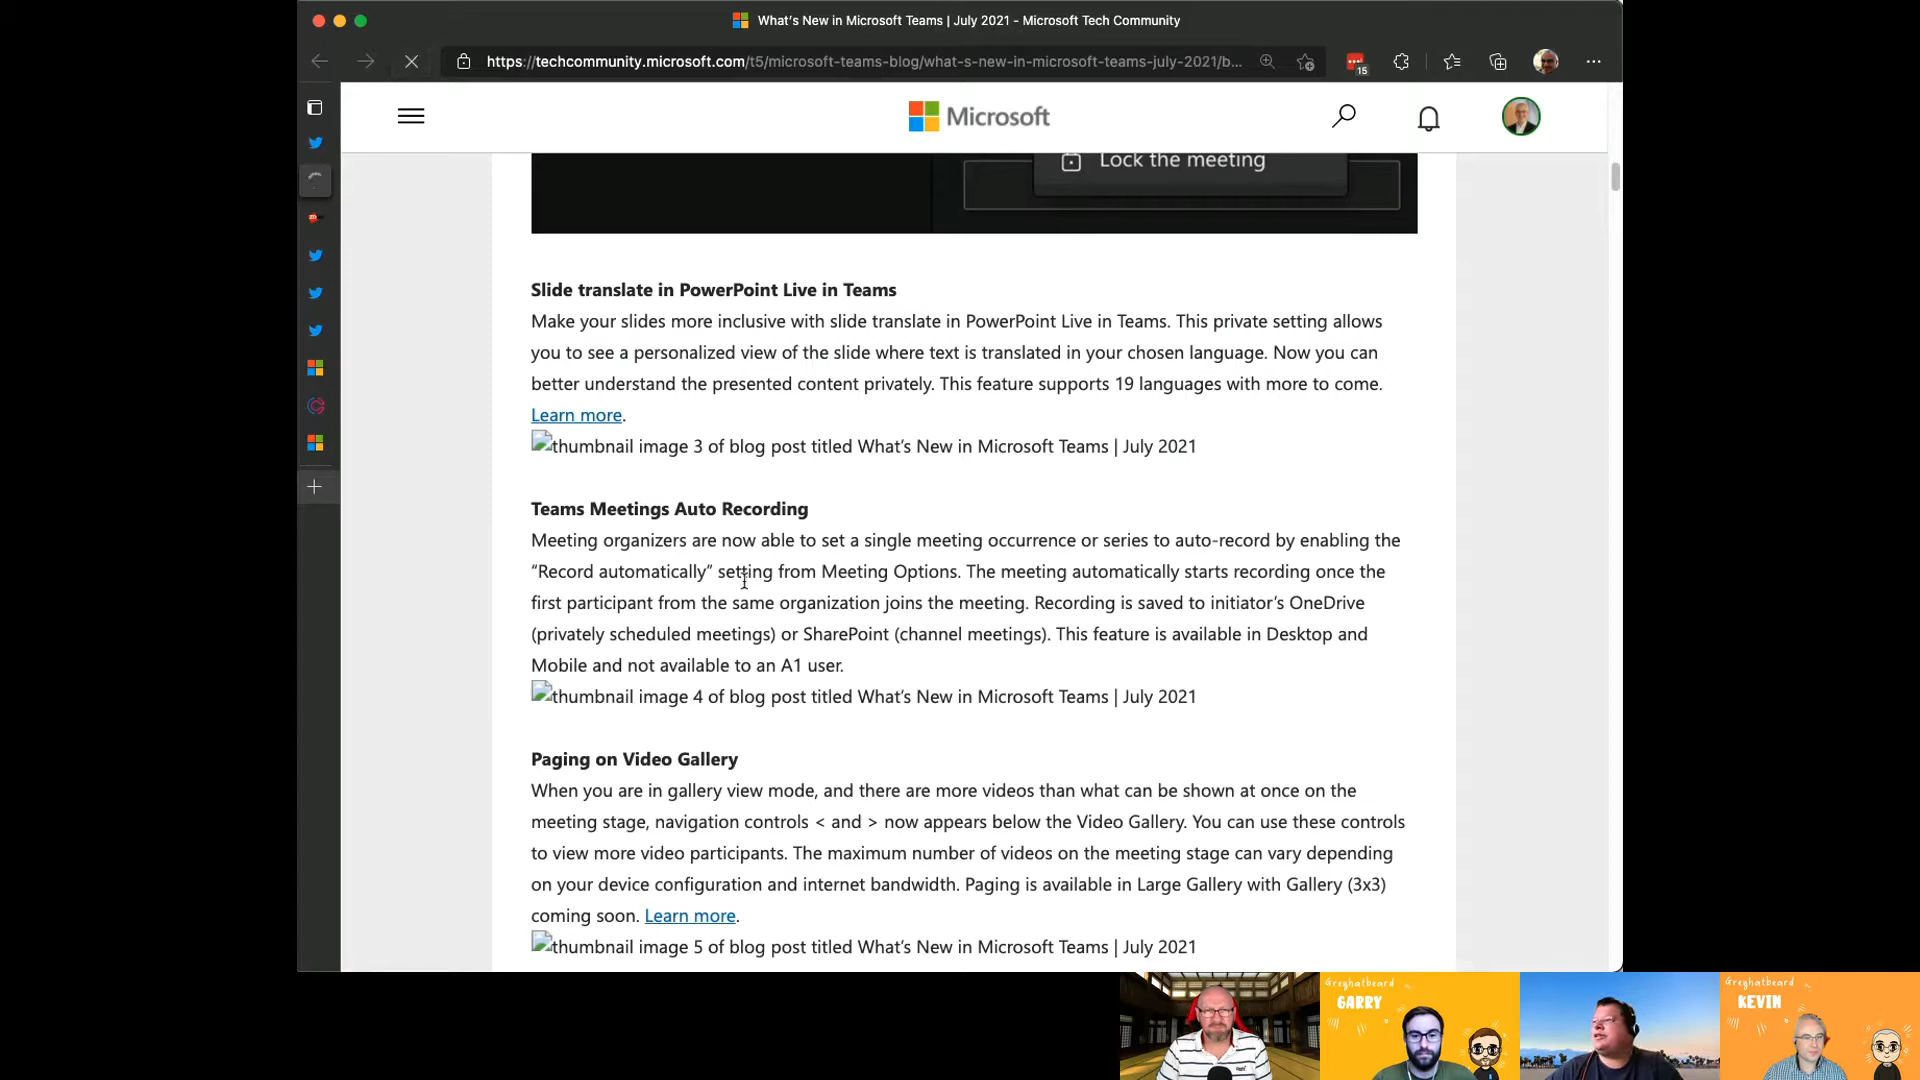 What's New in Microsoft Teams | July 2021 - Microsoft Tech Community
https://techcommunity.microsoft.com/t5/microsoft-teams-blog/what-s-new-in-microsoft-teams-july-2021/b...
15
Microsoft
Lock the meeting
Slide translate in PowerPoint Live in Teams
Make your slides more inclusive with slide translate in PowerPoint Live in Teams. This private setting allows
you to see a personalized view of the slide where text is translated in your chosen language. Now you can
better understand the presented content privately. This feature supports 19 languages with more to come.
Learn more.
thumbnail image 3 of blog post titled What's New in Microsoft Teams | July 2021
Teams Meetings Auto Recording
Meeting organizers are now able to set a single meeting occurrence or series to auto-record by enabling the
“Record automatically” setting from Meeting Options. The meeting automatically starts recording once the
first participant from the same organization joins the meeting. Recording is saved to initiator's OneDrive
(privately scheduled meetings) or SharePoint (channel meetings). This feature is available in Desktop and
Mobile and not available to an A1 user.
thumbnail image 4 of blog post titled What's New in Microsoft Teams | July 2021
Paging on Video Gallery
When you are in gallery view mode, and there are more videos than what can be shown at once on the
meeting stage, navigation controls < and > now appears below the Video Gallery. You can use these controls
to view more video participants. The maximum number of videos on the meeting stage can vary depending
on your device configuration and internet bandwidth. Paging is available in Large Gallery with Gallery (3x3)
coming soon. Learn more.
thumbnail image 5 of blog post titled What's New in Microsoft Teams | July 2021
Greyhatbeard
GARRY
Greyhatbeard
KEVIN